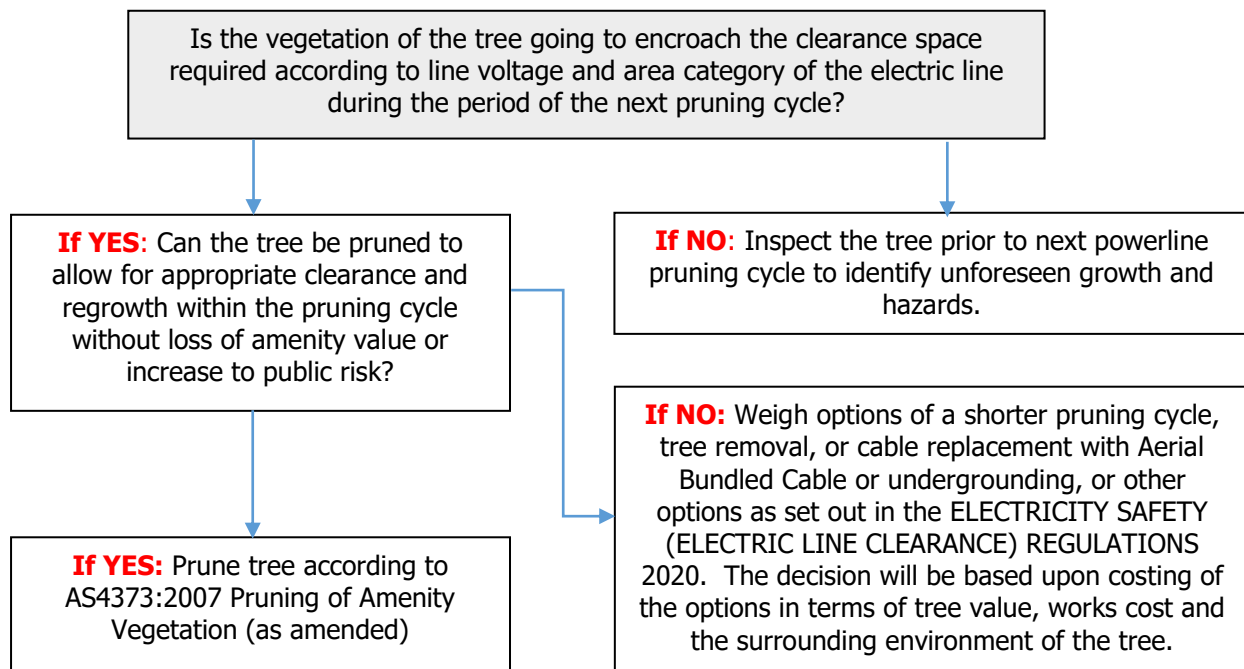 Is the vegetation of the tree going to encroach the clearance space
required according to line voltage and area category of the electric line
during the period of the next pruning cycle?
If YES: Can the tree be pruned to
allow for appropriate clearance and
regrowth within the pruning cycle
without loss of amenity value or
increase to public risk?
If NO: Inspect the tree prior to next powerline
pruning cycle to identify unforeseen growth and
hazards.
If YES: Prune tree according to
AS4373:2007 Pruning of Amenity
Vegetation (as amended)
If NO: Weigh options of a shorter pruning cycle,
tree removal, or cable replacement with Aerial
Bundled Cable or undergrounding, or other
options as set out in the ELECTRICITY SAFETY
(ELECTRIC LINE CLEARANCE) REGULATIONS
2020. The decision will be based upon costing of
the options in terms of tree value, works cost and
the surrounding environment of the tree.